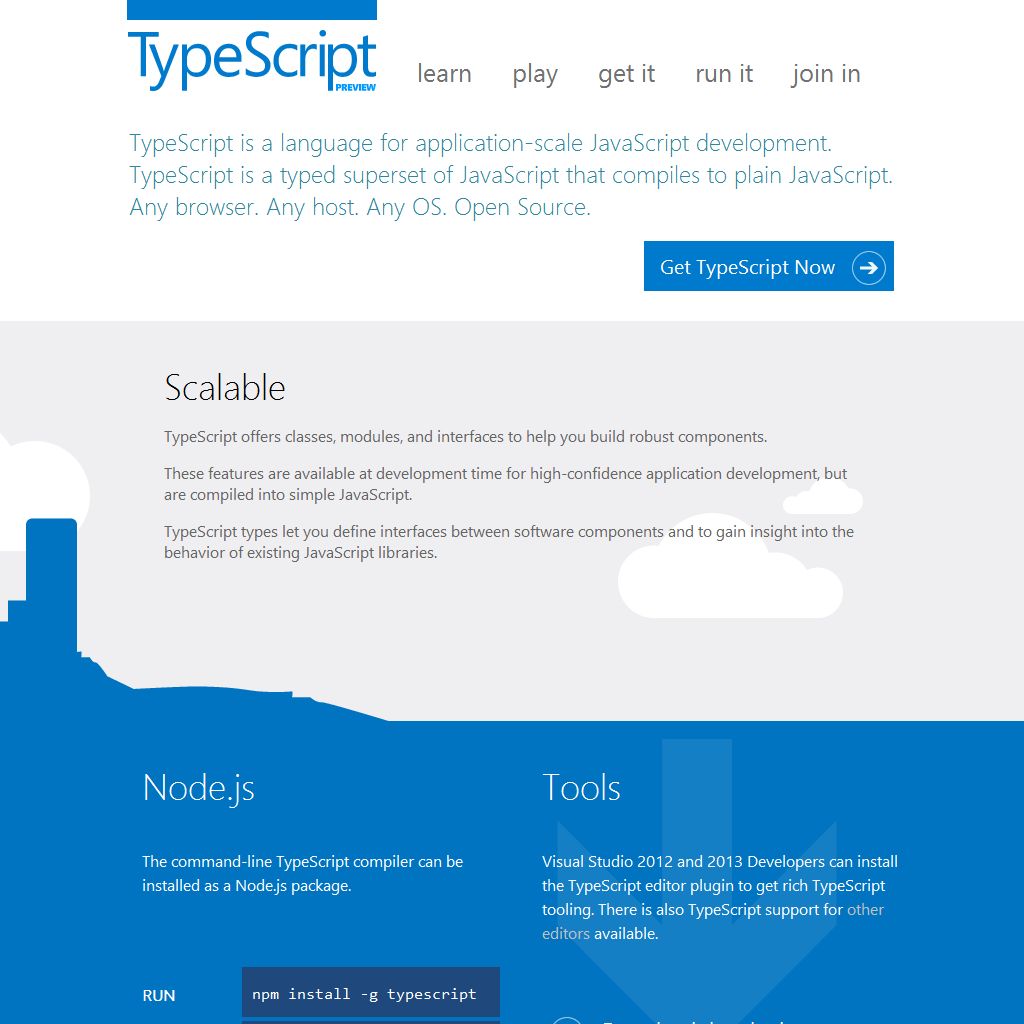 TypeScript
PREVIEW
learn play get it run it join in
TypeScript is a language for application-scale JavaScript development.
TypeScript is a typed superset of JavaScript that compiles to plain JavaScript.
Any browser. Any host. Any OS. Open Source.
Get TypeScript Now
Scalable
TypeScript offers classes, modules, and interfaces to help you build robust components.
These features are available at development time for high-confidence application development, but
are compiled into simple JavaScript.
TypeScript types let you define interfaces between software components and to gain insight into the
behavior of existing JavaScript libraries.
Node.js
The command-line TypeScript compiler can be
installed as a Node.js package.
RUN
npm install -g typescript
Tools
Visual Studio 2012 and 2013 Developers can install
the TypeScript editor plugin to get rich TypeScript
tooling. There is also TypeScript support for other
editors available.